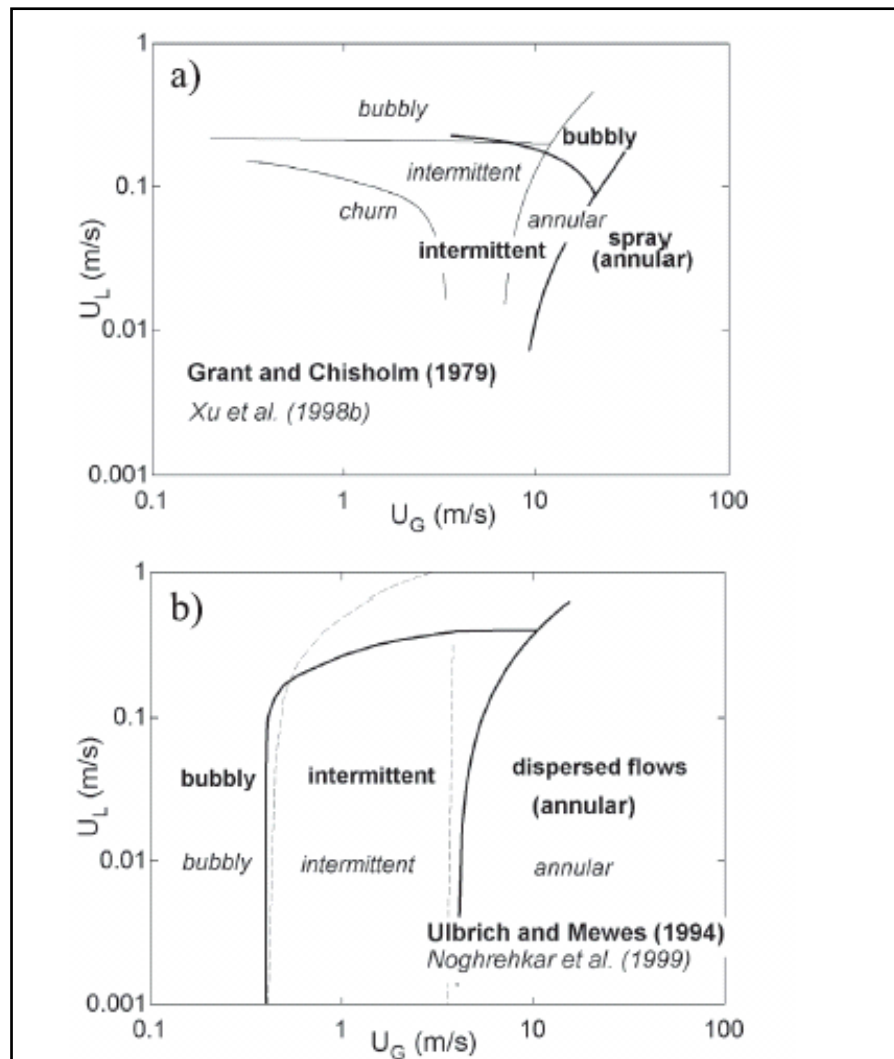 1
a)
bubbly
bubbly
intermittent
0.1
churn
annular
intermittent
spray
(annular)
U_L (m/s)
0.01
Grant and Chisholm (1979)
Xu et al. (1998b)
0.001
0.1
1
10
100
U_G (m/s)
1
b)
0.1
bubbly
intermittent
dispersed flows
(annular)
U_L (m/s)
0.01
bubbly
intermittent
annular
Ulbrich and Mewes (1994)
Noghrehkar et al. (1999)
0.001
0.1
1
10
100
U_G (m/s)